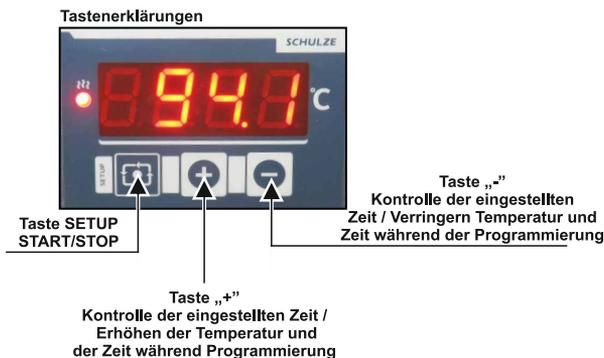 Tastenerklärungen
SCHULZE
94.1 °C
SETUP
Taste SETUP
START/STOP
Taste „-”
Kontrolle der eingestellten
Zeit / Verringern Temperatur und
Zeit während der Programmierung
Taste „+”
Kontrolle der eingestellten Zeit /
Erhöhen der Temperatur und
der Zeit während Programmierung